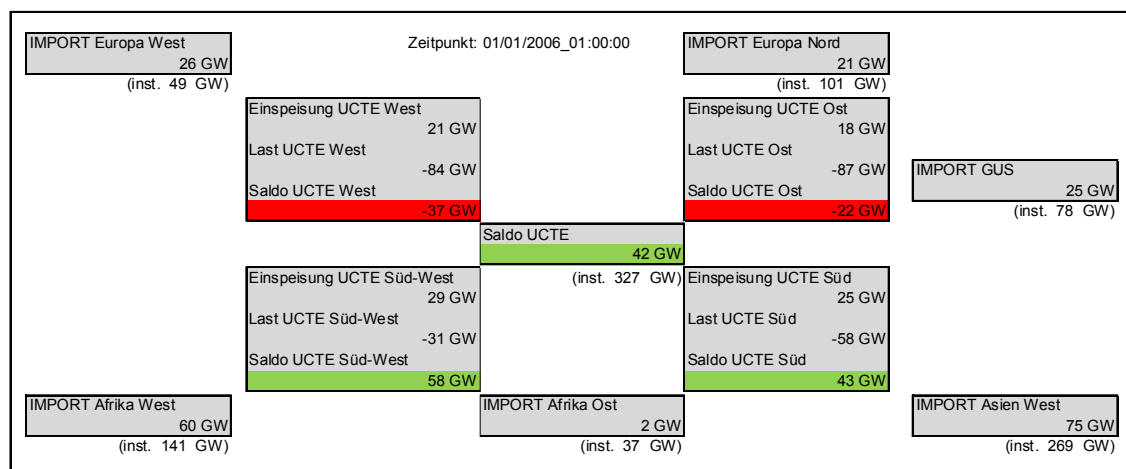 Zeitpunkt: 01/01/2006_01:00:00
IMPORT Europa West
26 GW
(inst. 49 GW)
IMPORT Europa Nord
21 GW
(inst. 101 GW)
Einspeisung UCTE West
21 GW
Last UCTE West
-84 GW
Saldo UCTE West
-37 GW
Einspeisung UCTE Ost
18 GW
Last UCTE Ost
-87 GW
Saldo UCTE Ost
-22 GW
IMPORT GUS
25 GW
(inst. 78 GW)
Saldo UCTE
42 GW
(inst. 327 GW)
Einspeisung UCTE Süd-West
29 GW
Last UCTE Süd-West
-31 GW
Saldo UCTE Süd-West
58 GW
Einspeisung UCTE Süd
25 GW
Last UCTE Süd
-58 GW
Saldo UCTE Süd
43 GW
IMPORT Afrika West
60 GW
(inst. 141 GW)
IMPORT Afrika Ost
2 GW
(inst. 37 GW)
IMPORT Asien West
75 GW
(inst. 269 GW)